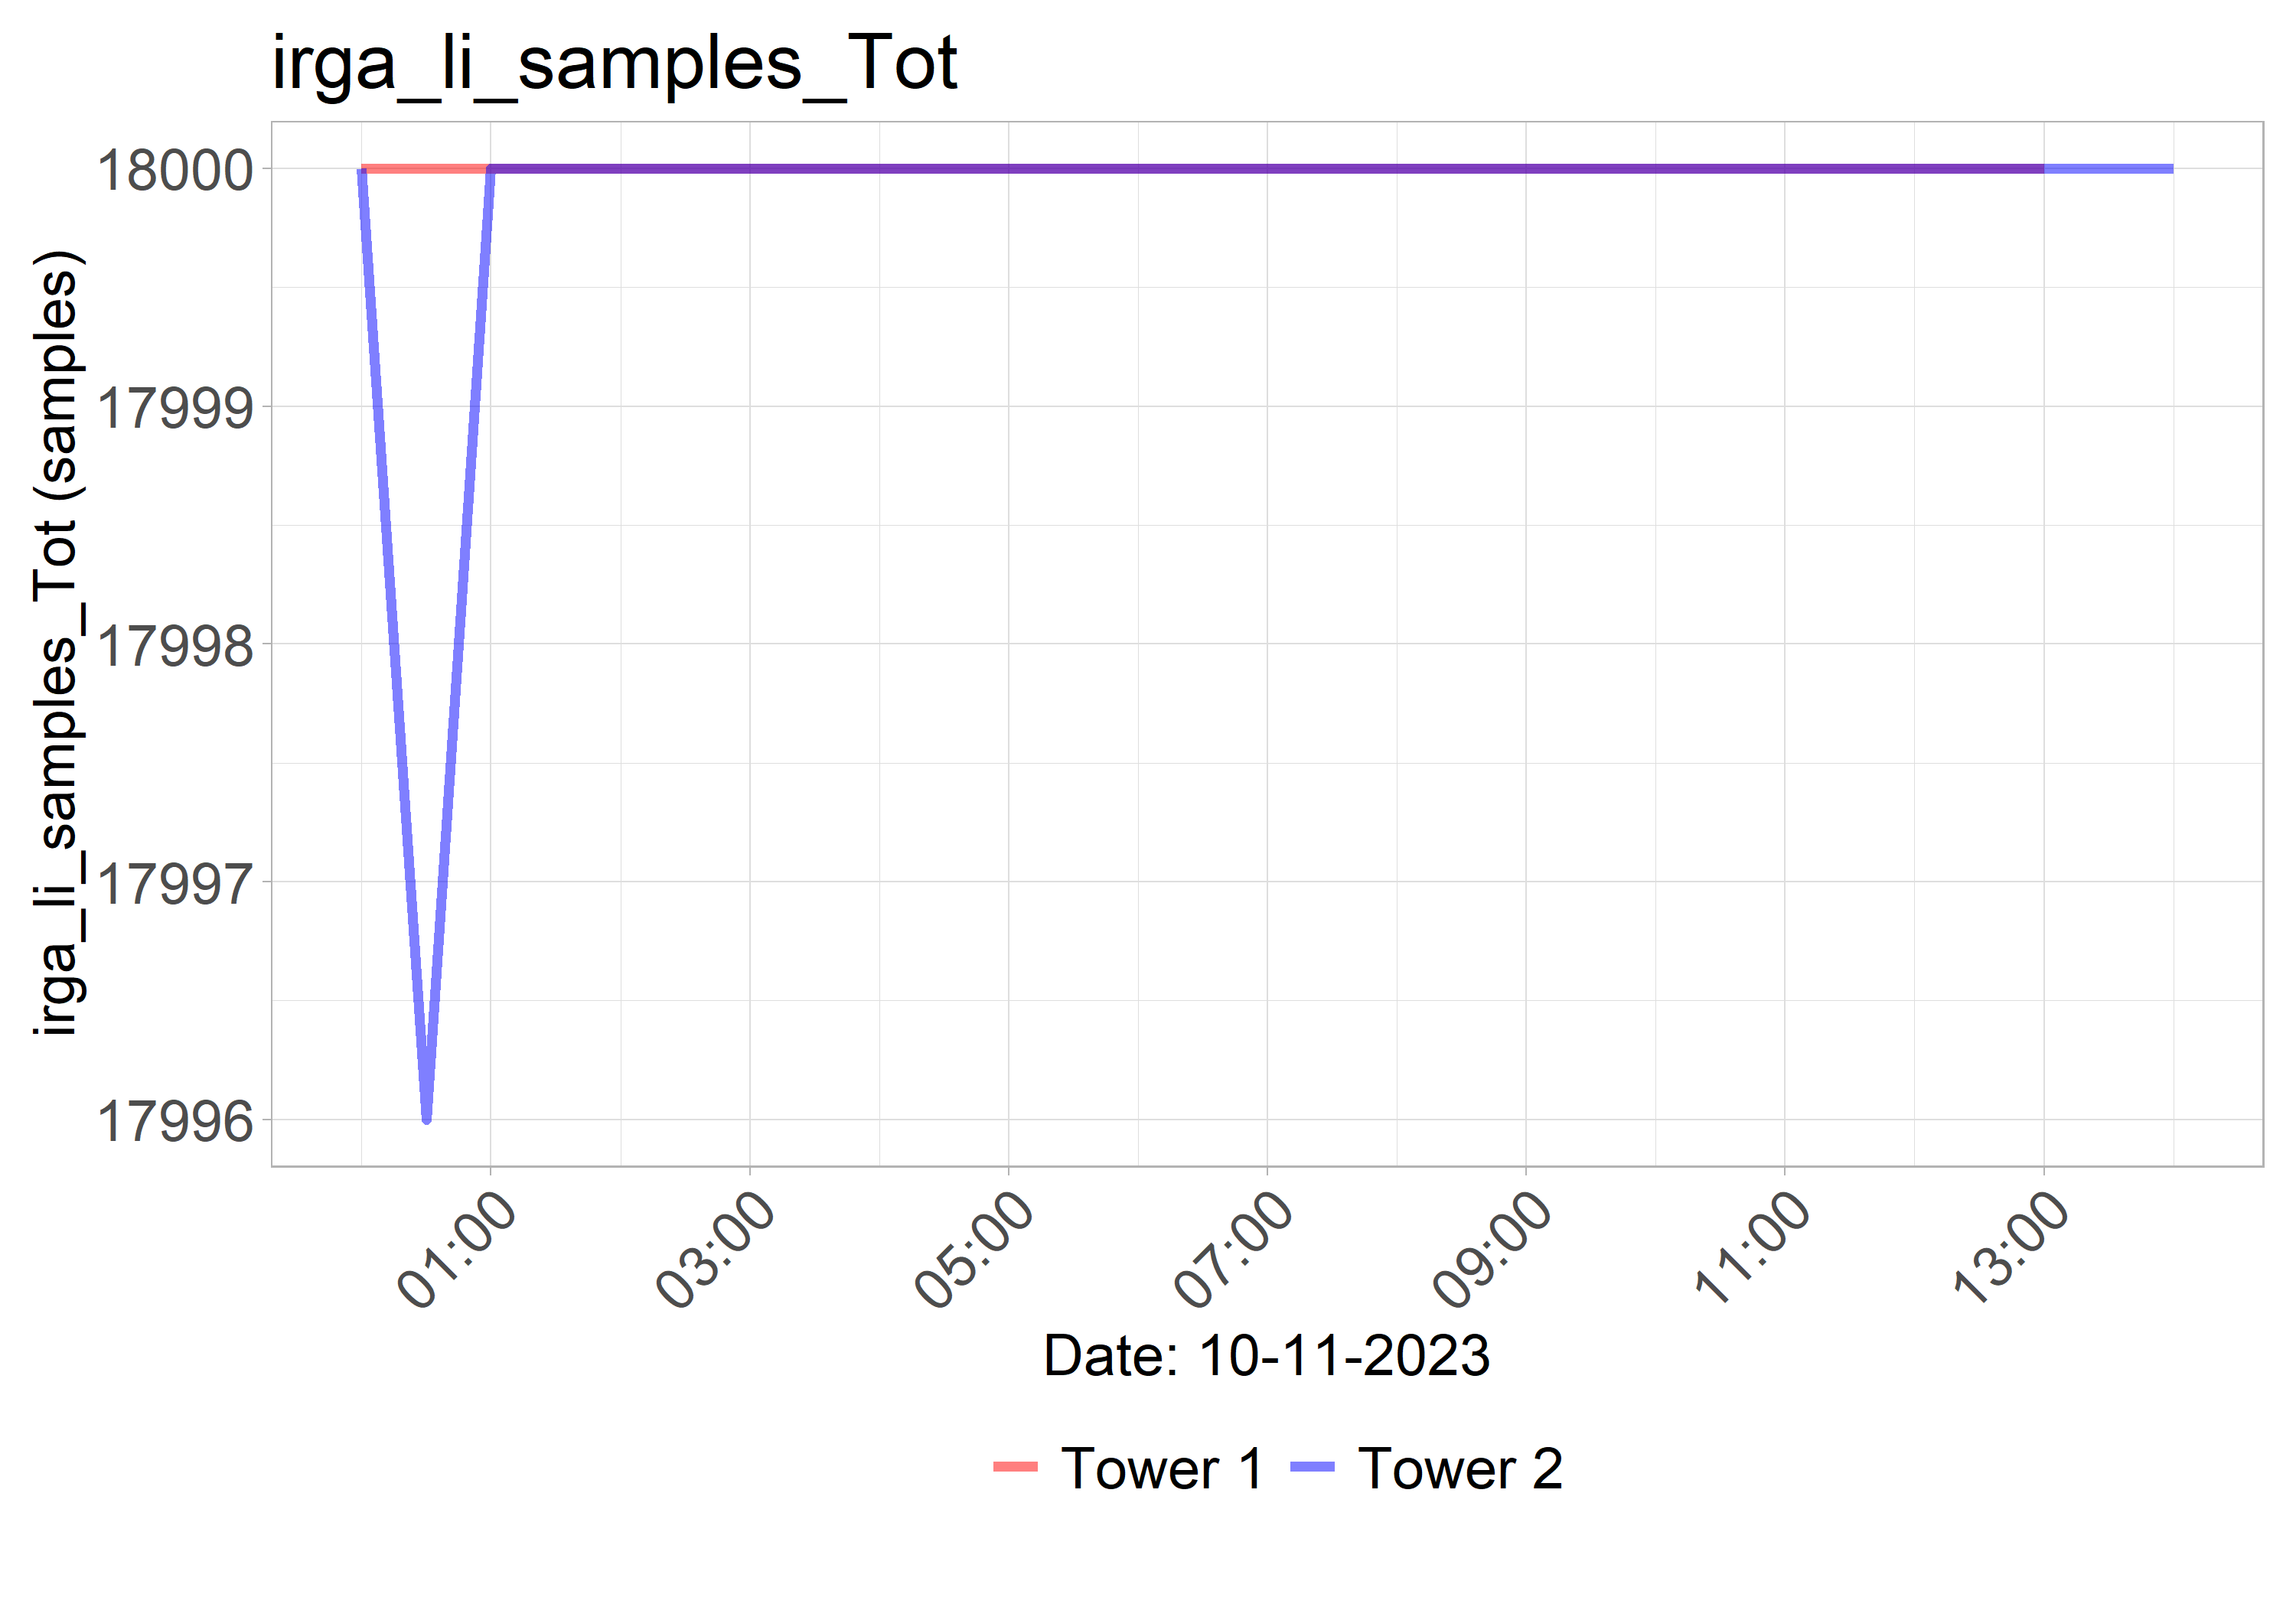 irga_li_samples_Tot
irga_li_samples_Tot (samples)
18000
17999
17998
17997
17996
01:00
03:00
05:00
07:00
09:00
11:00
13:00
Date: 10-11-2023
Tower 1
Tower 2